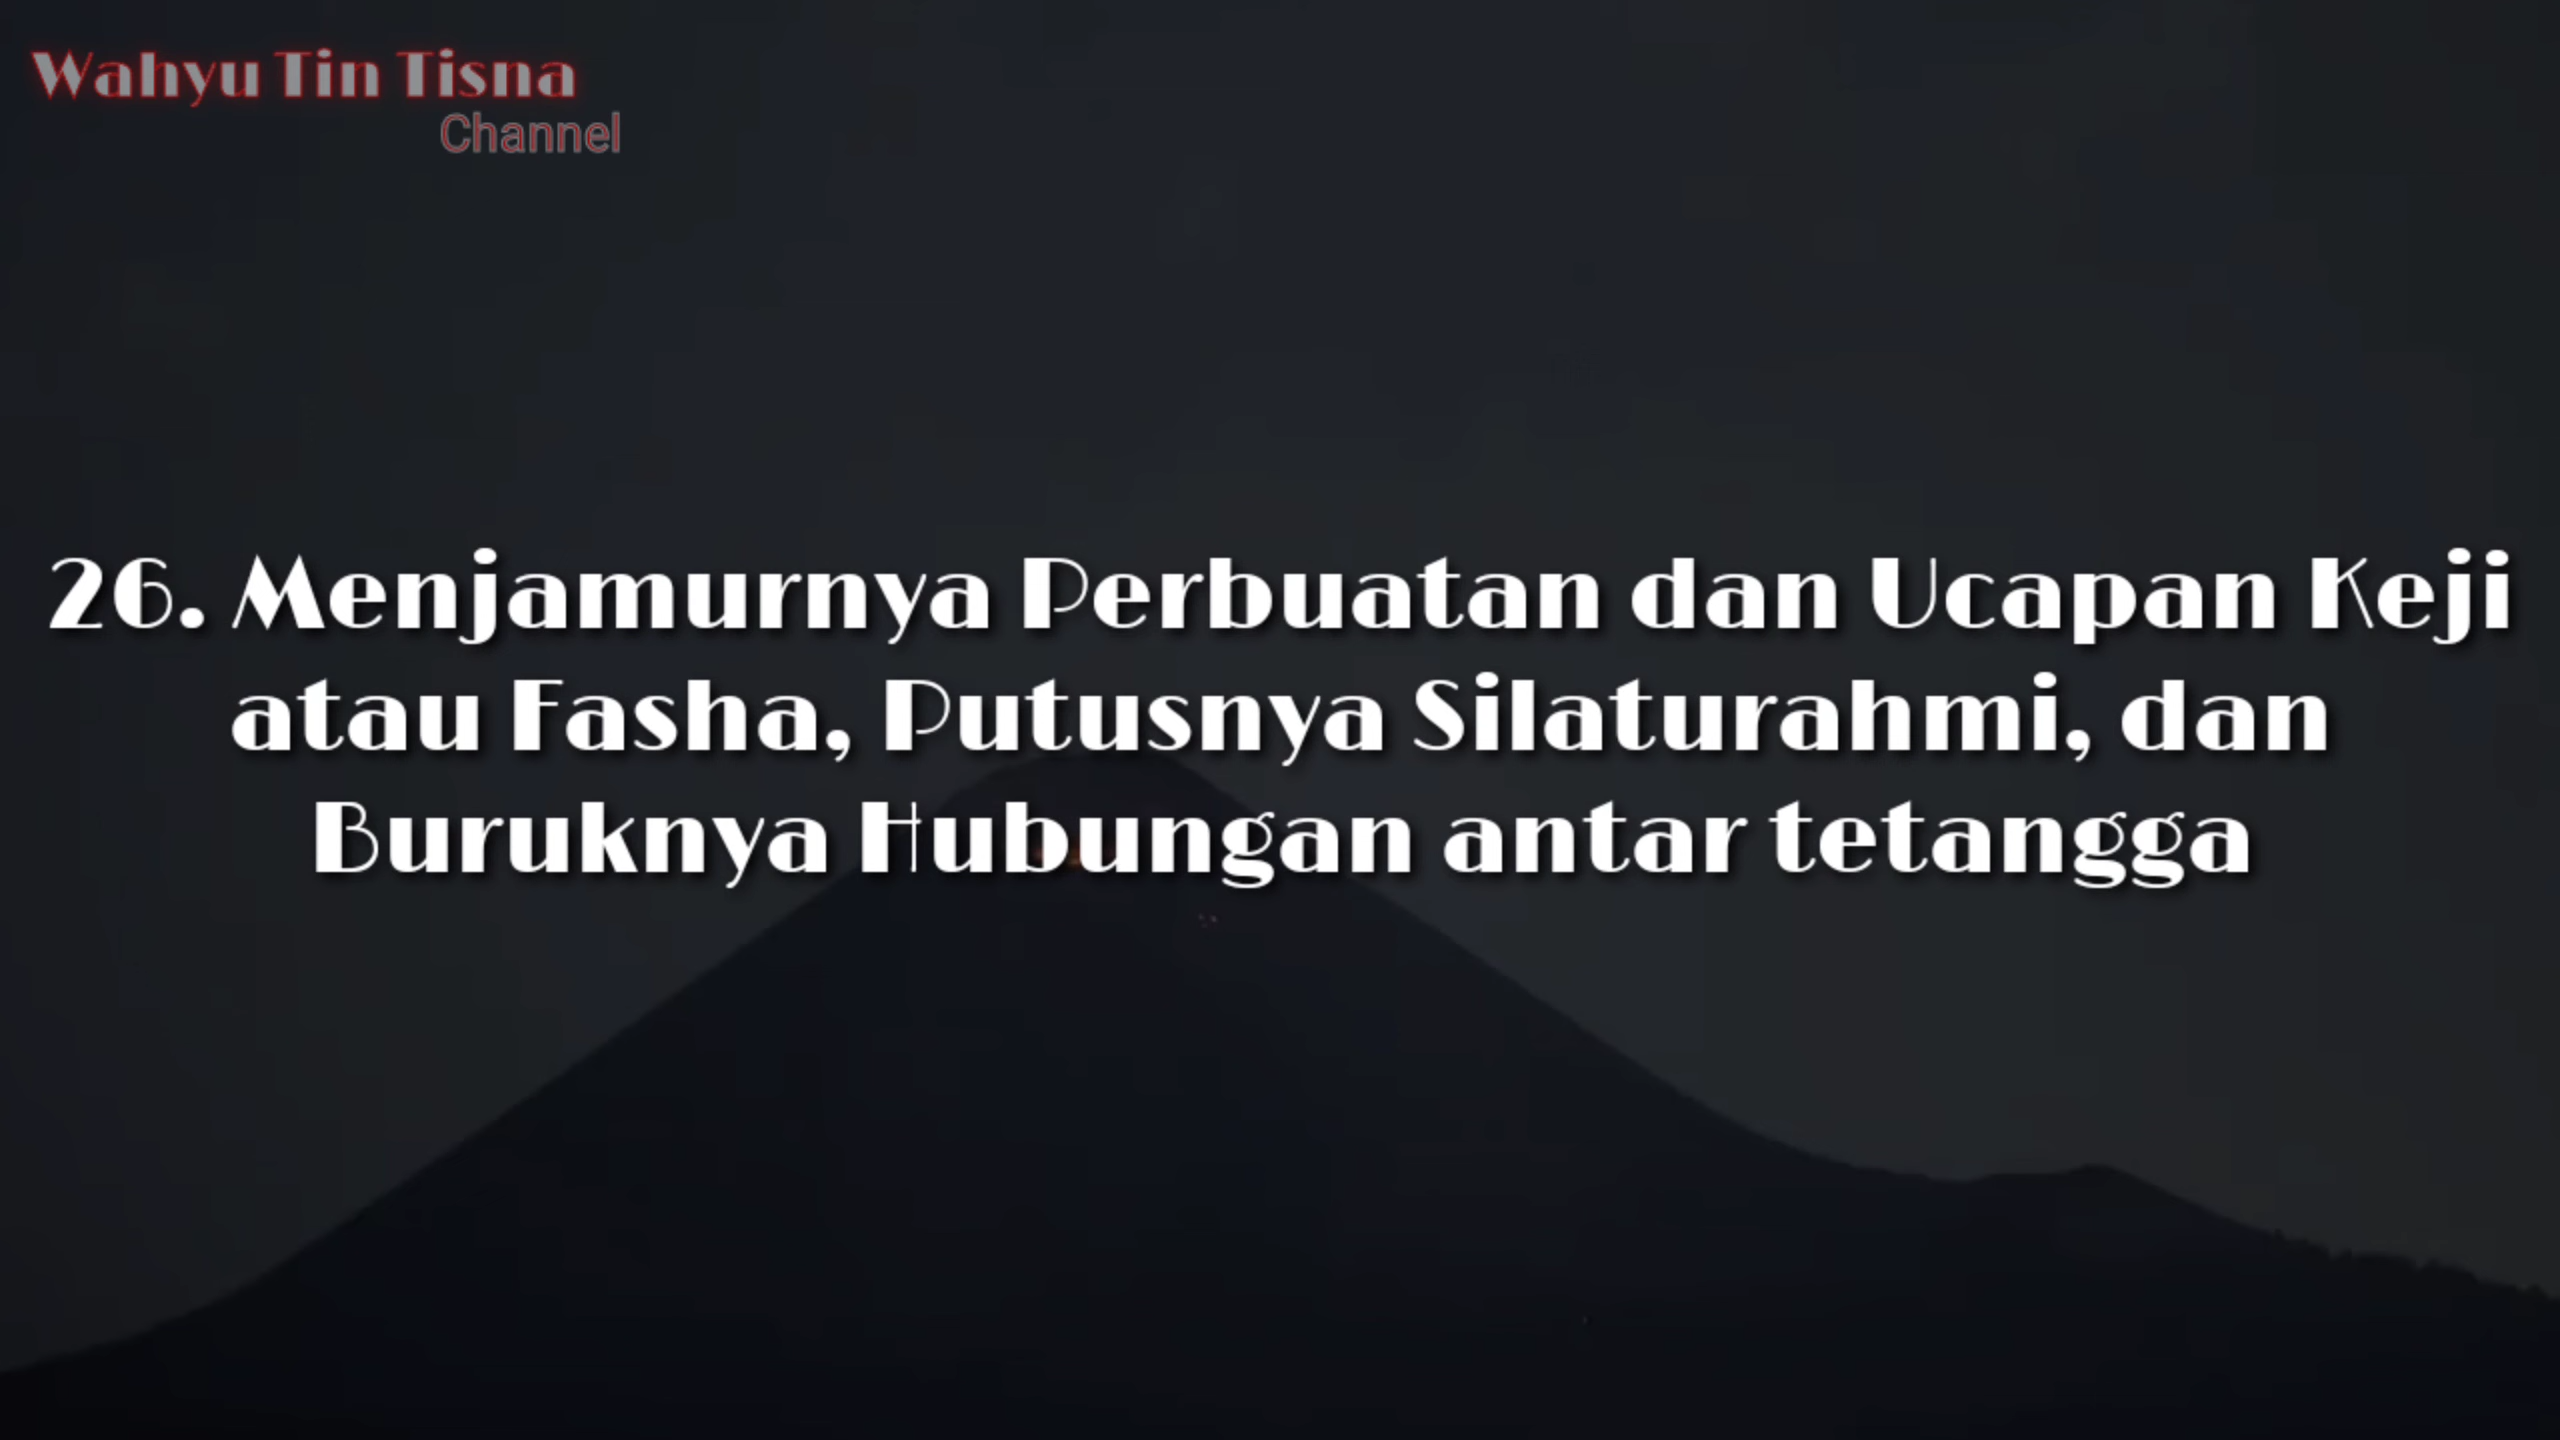 Wahyu Tin Tisna
Channel
26. Menjamurnya Perbuatan dan Ucapan Keji
atau Fasha, Putusnya Silaturahmi, dan
Buruknya Hubungan antar tetangga